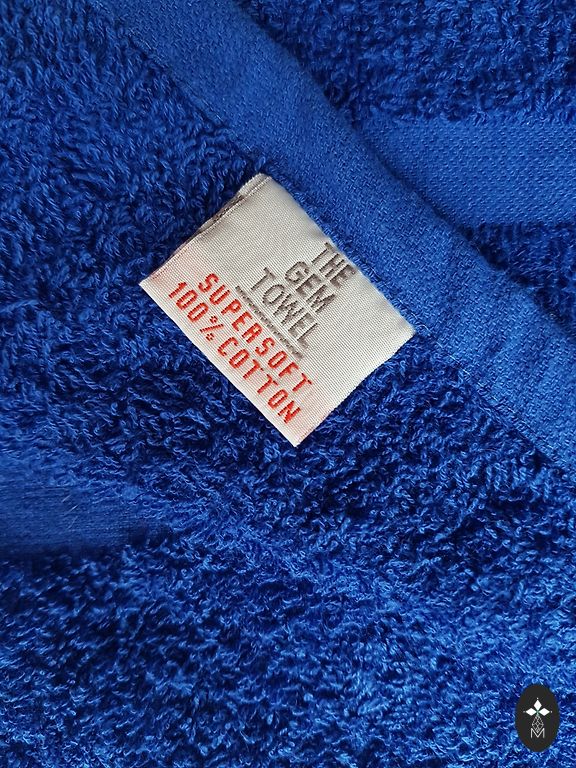 THE
GEM
TOWEL
SUPERSOFT
100% COTTON
M